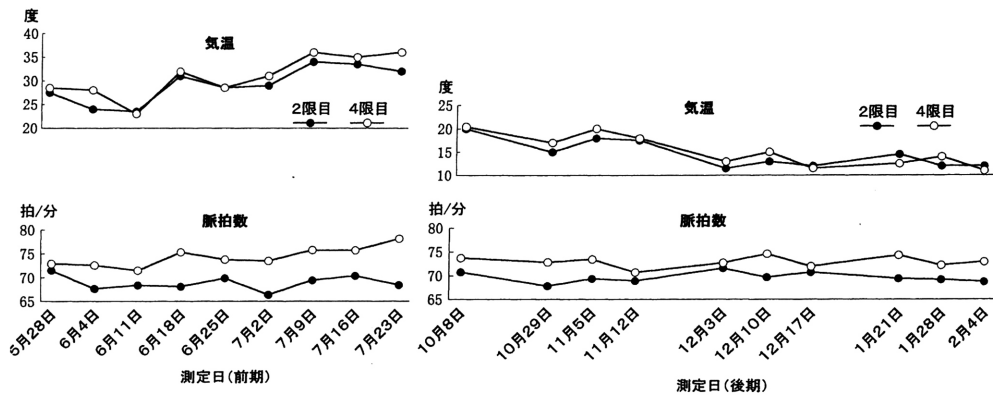 度
40
35
30
25
20
気温
2限目 4限目
拍/分
80
75
70
65
脈拍数
5月28日
6月4日
6月11日
6月18日
6月25日
7月2日
7月9日
7月16日
7月23日
測定日(前期)
度
25
20
15
10
気温
2限目 4限目
拍/分
80
75
70
65
脈拍数
10月8日
10月29日
11月5日
11月12日
12月3日
12月10日
12月17日
1月21日
1月28日
2月4日
測定日(後期)